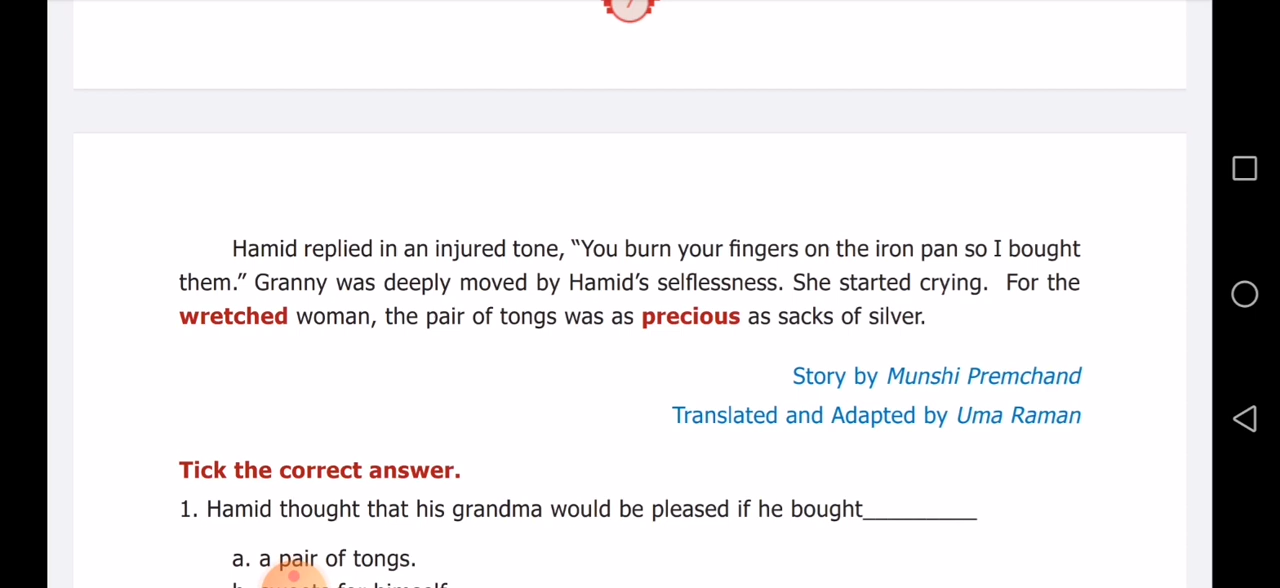 7
Hamid replied in an injured tone, “You burn your fingers on the iron pan so I bought
them.” Granny was deeply moved by Hamid’s selflessness. She started crying. For the
wretched woman, the pair of tongs was as precious as sacks of silver.
Story by Munshi Premchand
Translated and Adapted by Uma Raman
Tick the correct answer.
1. Hamid thought that his grandma would be pleased if he bought_________
a. a pair of tongs.